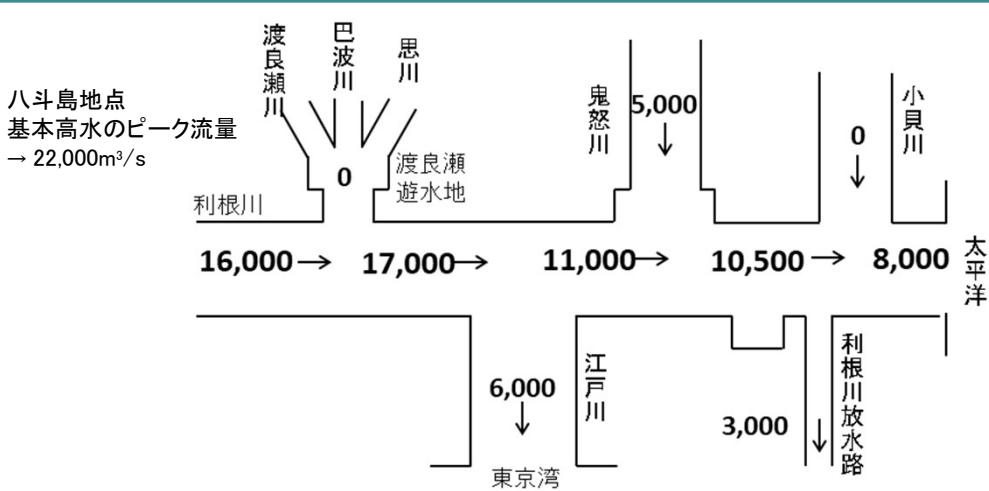 八斗島地点
基本高水のピーク流量
→ 22,000m³/s
渡良瀬川
巴波川
思川
0
渡良瀬
遊水地
利根川
鬼怒川
5,000
0
小貝川
16,000
17,000
11,000
10,500
8,000
太平洋
6,000
江戸川
東京湾
3,000
利根川放水路